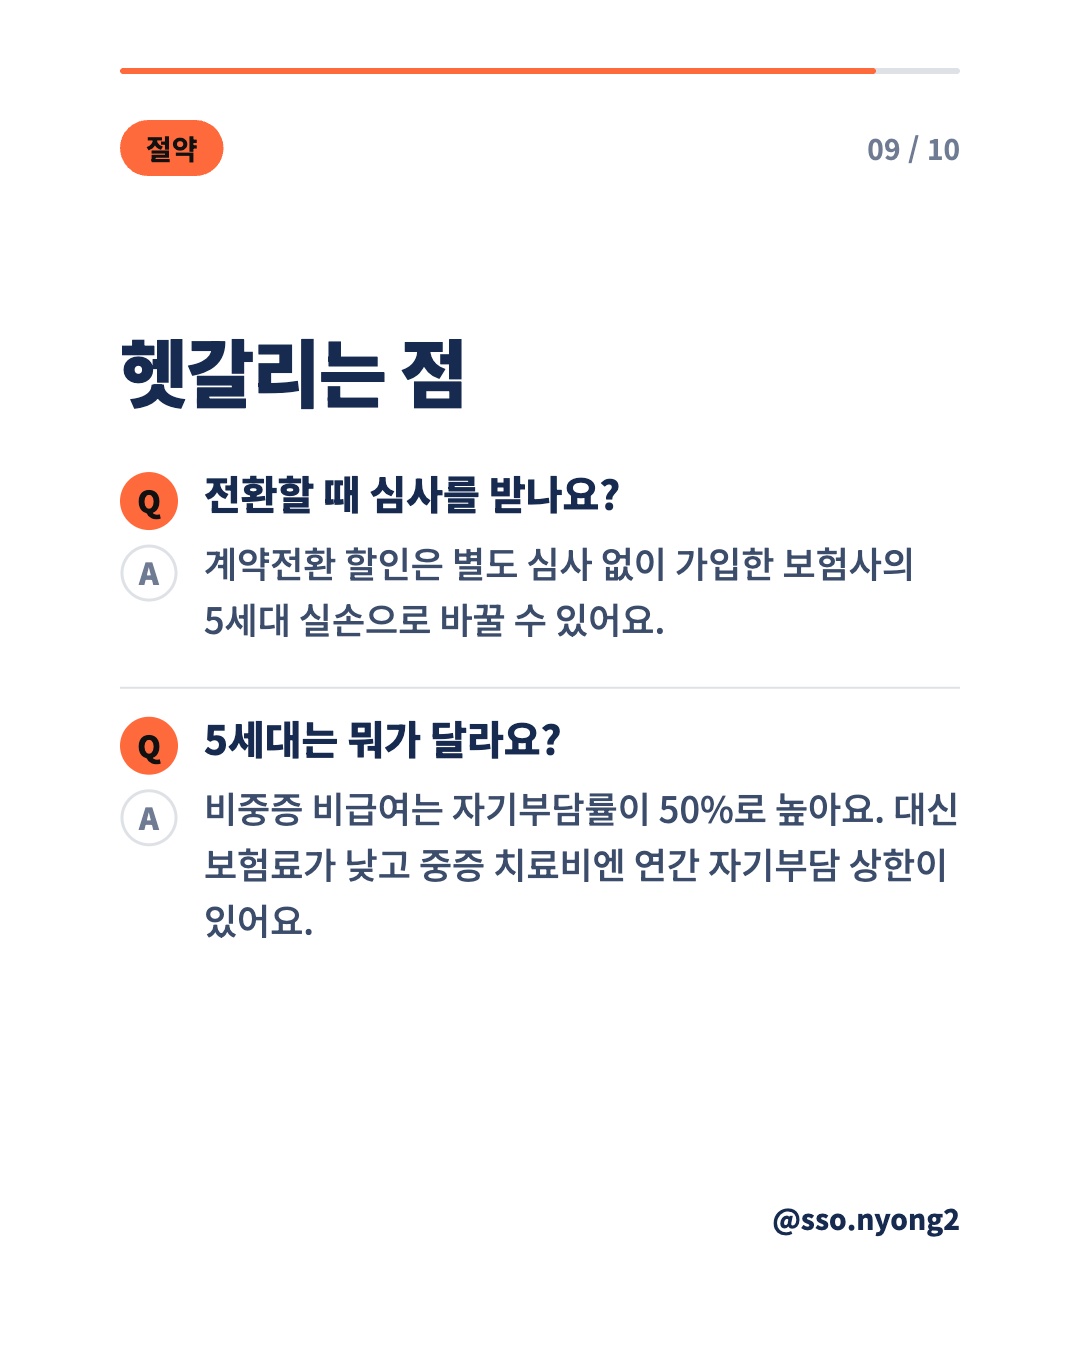 절약
09 / 10
헷갈리는 점
Q 전환할 때 심사를 받나요?
A 계약전환 할인은 별도 심사 없이 가입한 보험사의
5세대 실손으로 바꿀 수 있어요.
Q 5세대는 뭐가 달라요?
A 비중증 비급여는 자기부담률이 50%로 높아요. 대신
보험료가 낮고 중증 치료비엔 연간 자기부담 상한이
있어요.
@sso.nyong2